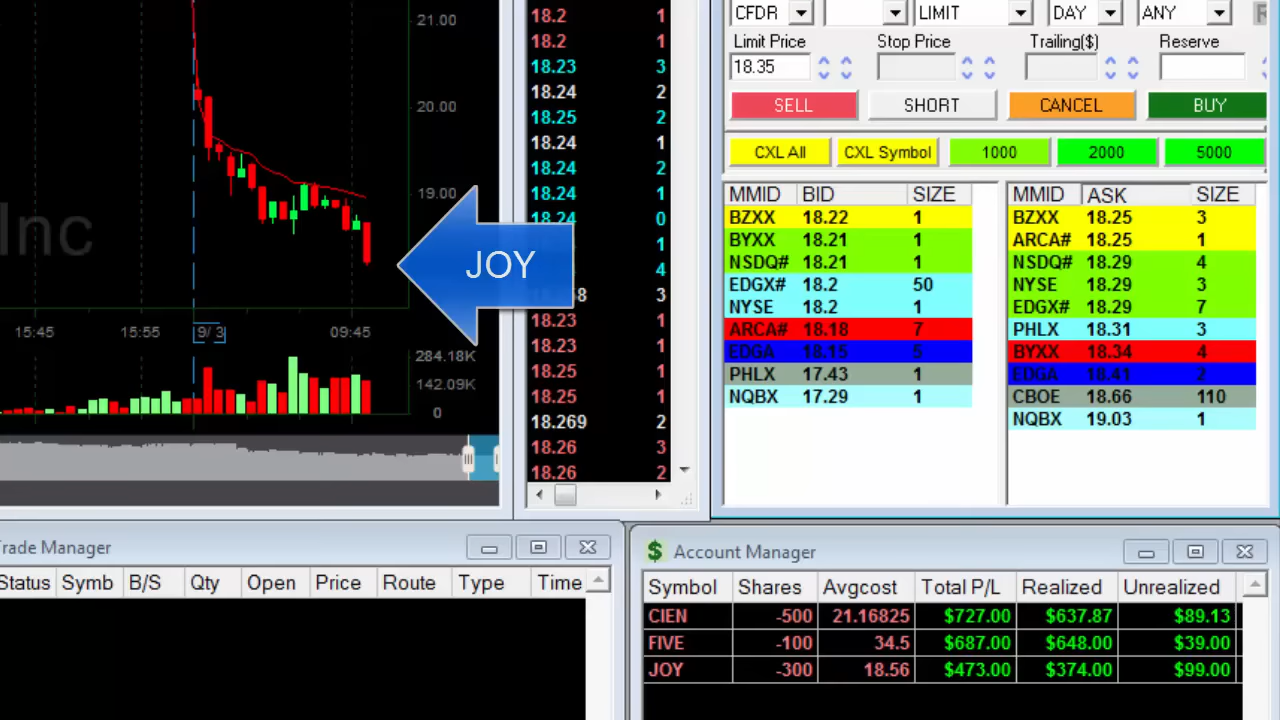 21.00
20.00
19.00
Inc
JOY
15:45 15:55 9/ 3 09:45
284.18K
142.09K
0
18.2 1
18.2 1
18.23 3
18.24 2
18.25 2
18.24 1
18.24 2
18.24 1
18.24 0
1
4
8 3
18.23 1
18.23 1
18.25 1
18.25 1
18.269 2
18.26 3
18.26 2
CFDR LIMIT DAY ANY
Limit Price Stop Price Trailing($) Reserve
18.35
SELL SHORT CANCEL BUY
CXL All CXL Symbol 1000 2000 5000
MMID BID SIZE
BZXX 18.22 1
BYXX 18.21 1
NSDQ# 18.21 1
EDGX# 18.2 50
NYSE 18.2 1
ARCA# 18.18 7
EDGA 18.15 5
PHLX 17.43 1
NQBX 17.29 1
MMID ASK SIZE
BZXX 18.25 3
ARCA# 18.25 1
NSDQ# 18.29 4
NYSE 18.29 3
EDGX# 18.29 7
PHLX 18.31 3
BYXX 18.34 4
EDGA 18.41 2
CBOE 18.66 110
NQBX 19.03 1
rade Manager
Status Symb B/S Qty Open Price Route Type Time
$ Account Manager
Symbol Shares Avgcost Total P/L Realized Unrealized
CIEN -500 21.16825 $727.00 $637.87 $89.13
FIVE -100 34.5 $687.00 $648.00 $39.00
JOY -300 18.56 $473.00 $374.00 $99.00